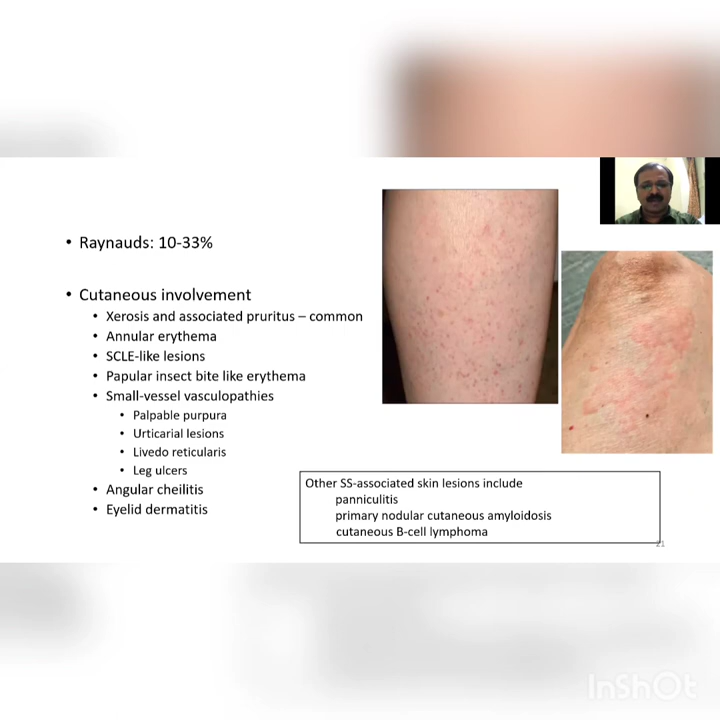 • Raynauds: 10-33%
• Cutaneous involvement
• Xerosis and associated pruritus – common
• Annular erythema
• SCLE-like lesions
• Papular insect bite like erythema
• Small-vessel vasculopathies
• Palpable purpura
• Urticarial lesions
• Livedo reticularis
• Leg ulcers
• Angular cheilitis
• Eyelid dermatitis
Other SS-associated skin lesions include
panniculitis
primary nodular cutaneous amyloidosis
cutaneous B-cell lymphoma
21
InShOt